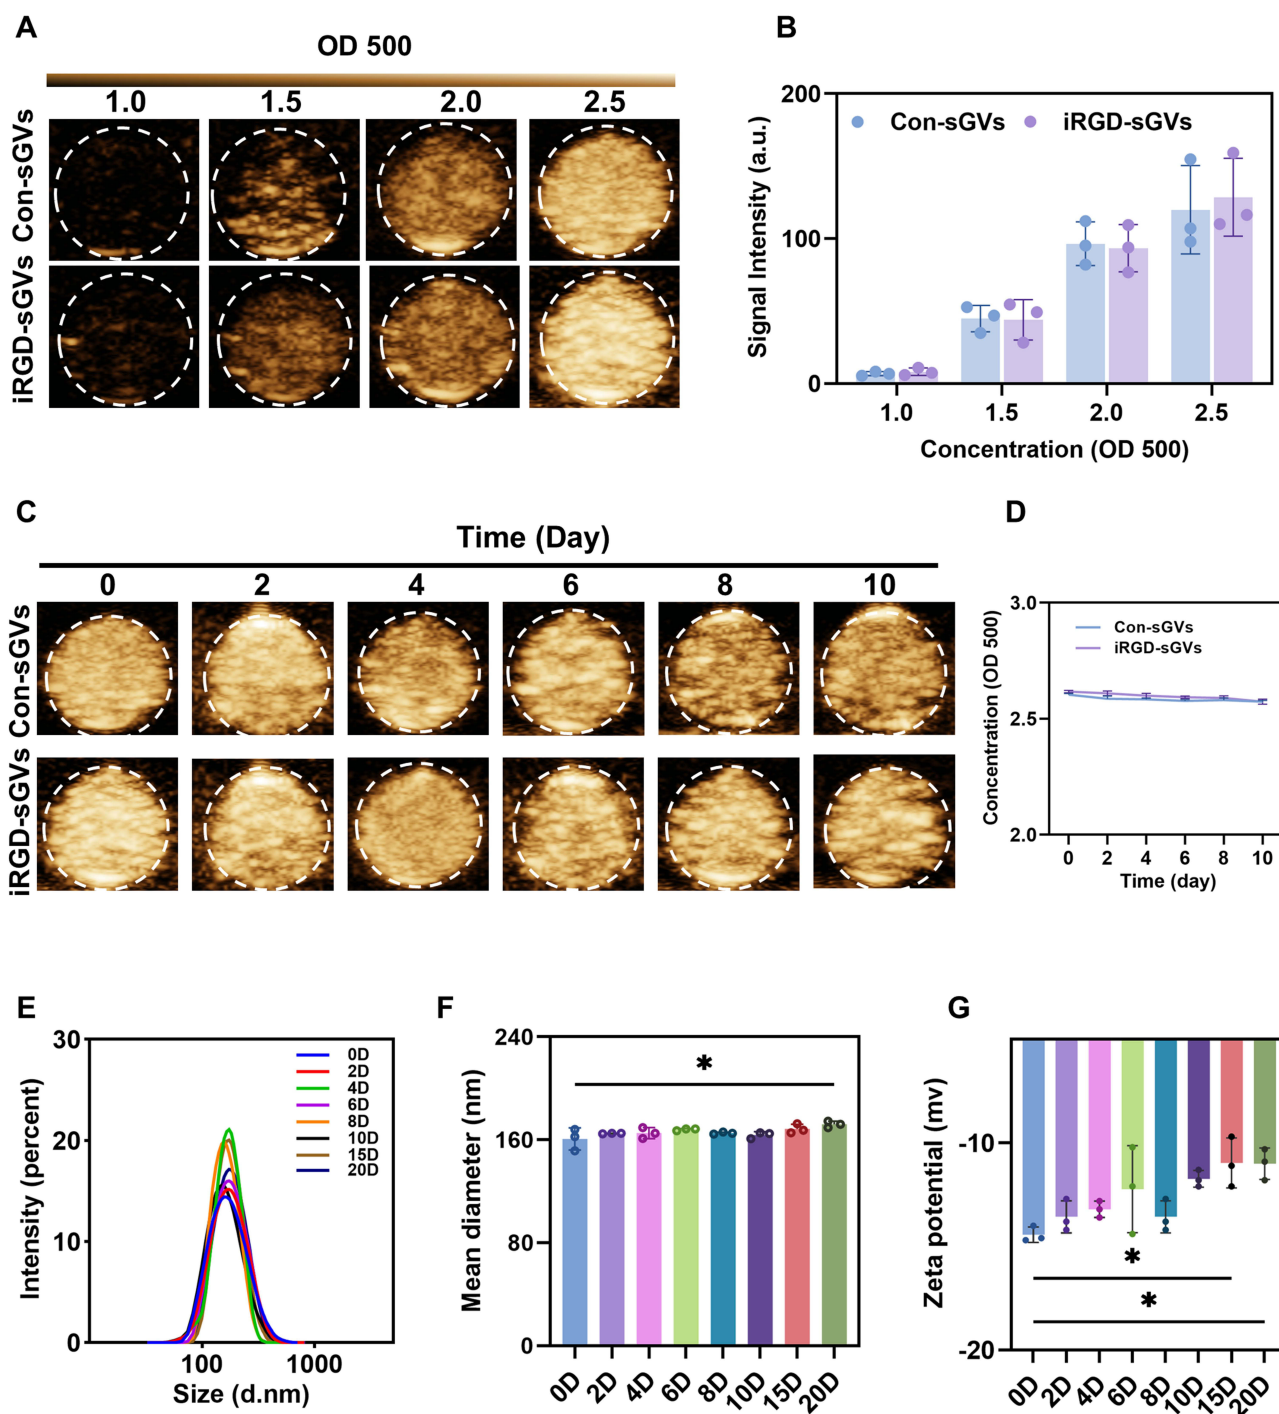 A
OD 500
1.0 1.5 2.0 2.5
Con-sGVs
iRGD-sGVs
B
200
100
0
Signal Intensity (a.u.)
Con-sGVs iRGD-sGVs
1.0 1.5 2.0 2.5
Concentration (OD 500)
C
Time (Day)
0 2 4 6 8 10
Con-sGVs
iRGD-sGVs
D
3.0
2.5
2.0
Concentration (OD 500)
Con-sGVs
iRGD-sGVs
0 2 4 6 8 10
Time (day)
E
30
20
10
0
Intensity (percent)
0D
2D
4D
6D
8D
10D
15D
20D
100 1000
Size (d.nm)
F
240
160
80
0
Mean diameter (nm)
*
0D 2D 4D 6D 8D 10D 15D 20D
G
-10
-20
Zeta potential (mv)
*
*
0D 2D 4D 6D 8D 10D 15D 20D